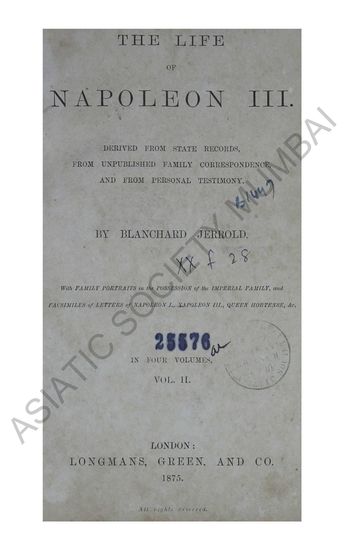 THE LIFE
OF
NAPOLEON III.
DERIVED FROM STATE RECORDS,
FROM UNPUBLISHED FAMILY CORRESPONDENCE,
AND FROM PERSONAL TESTIMONY.
BY BLANCHARD JERROLD.
XX f 28
With FAMILY PORTRAITS in the POSSESSION of the IMPERIAL FAMILY, and
FACSIMILES of LETTERS of NAPOLEON I., NAPOLEON III., QUEEN HORTENSE, &c.
25576
IN FOUR VOLUMES.
VOL. II.
LONDON:
LONGMANS, GREEN, AND CO.
1875.
All rights reserved.
ASIATIC SOCIETY MUMBAI